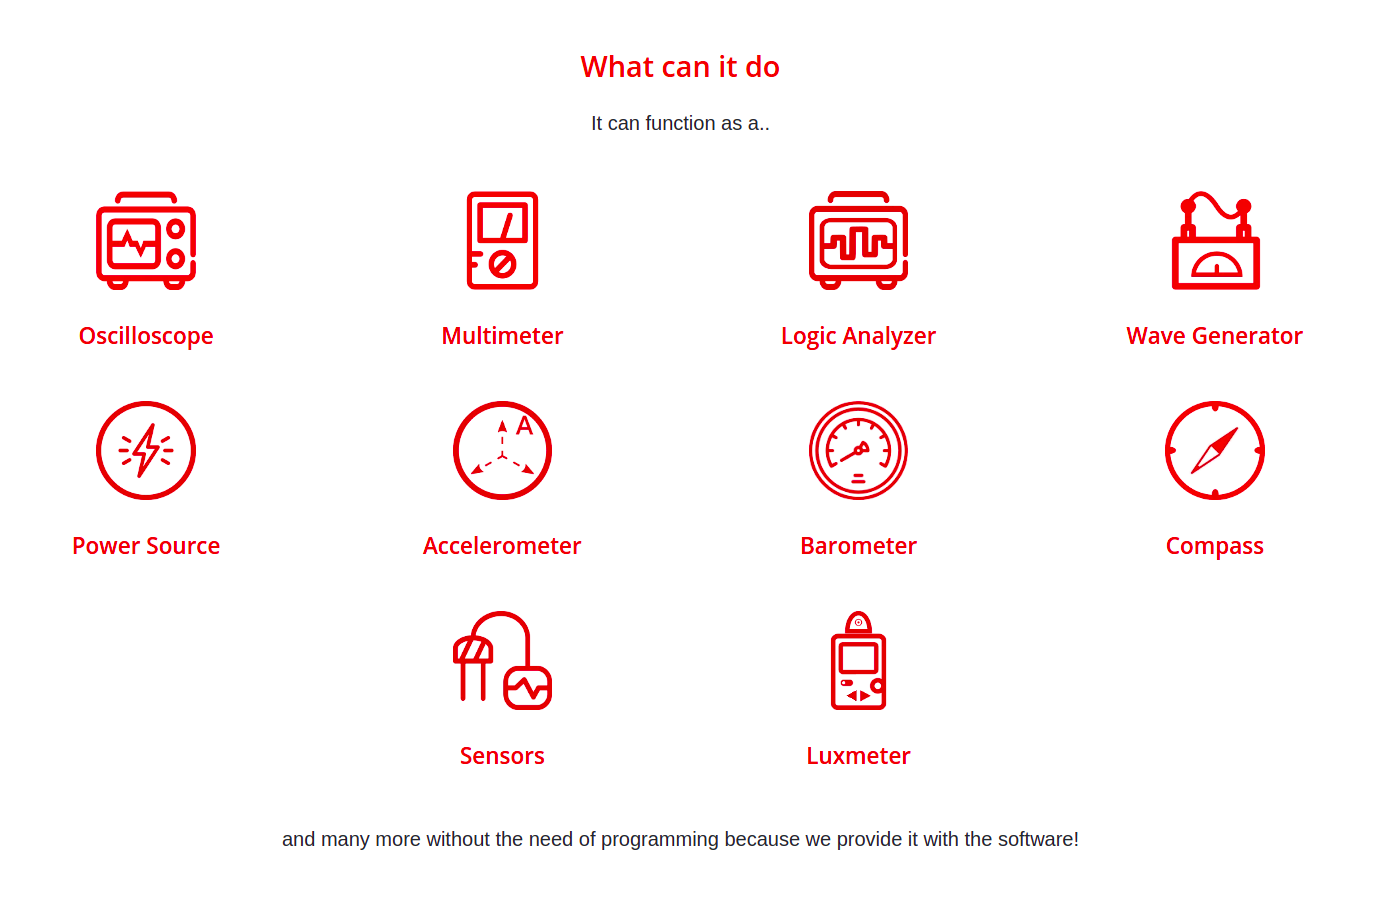 What can it do
It can function as a..
Oscilloscope
Multimeter
Logic Analyzer
Wave Generator
A
Power Source
Accelerometer
Barometer
Compass
Sensors
Luxmeter
and many more without the need of programming because we provide it with the software!